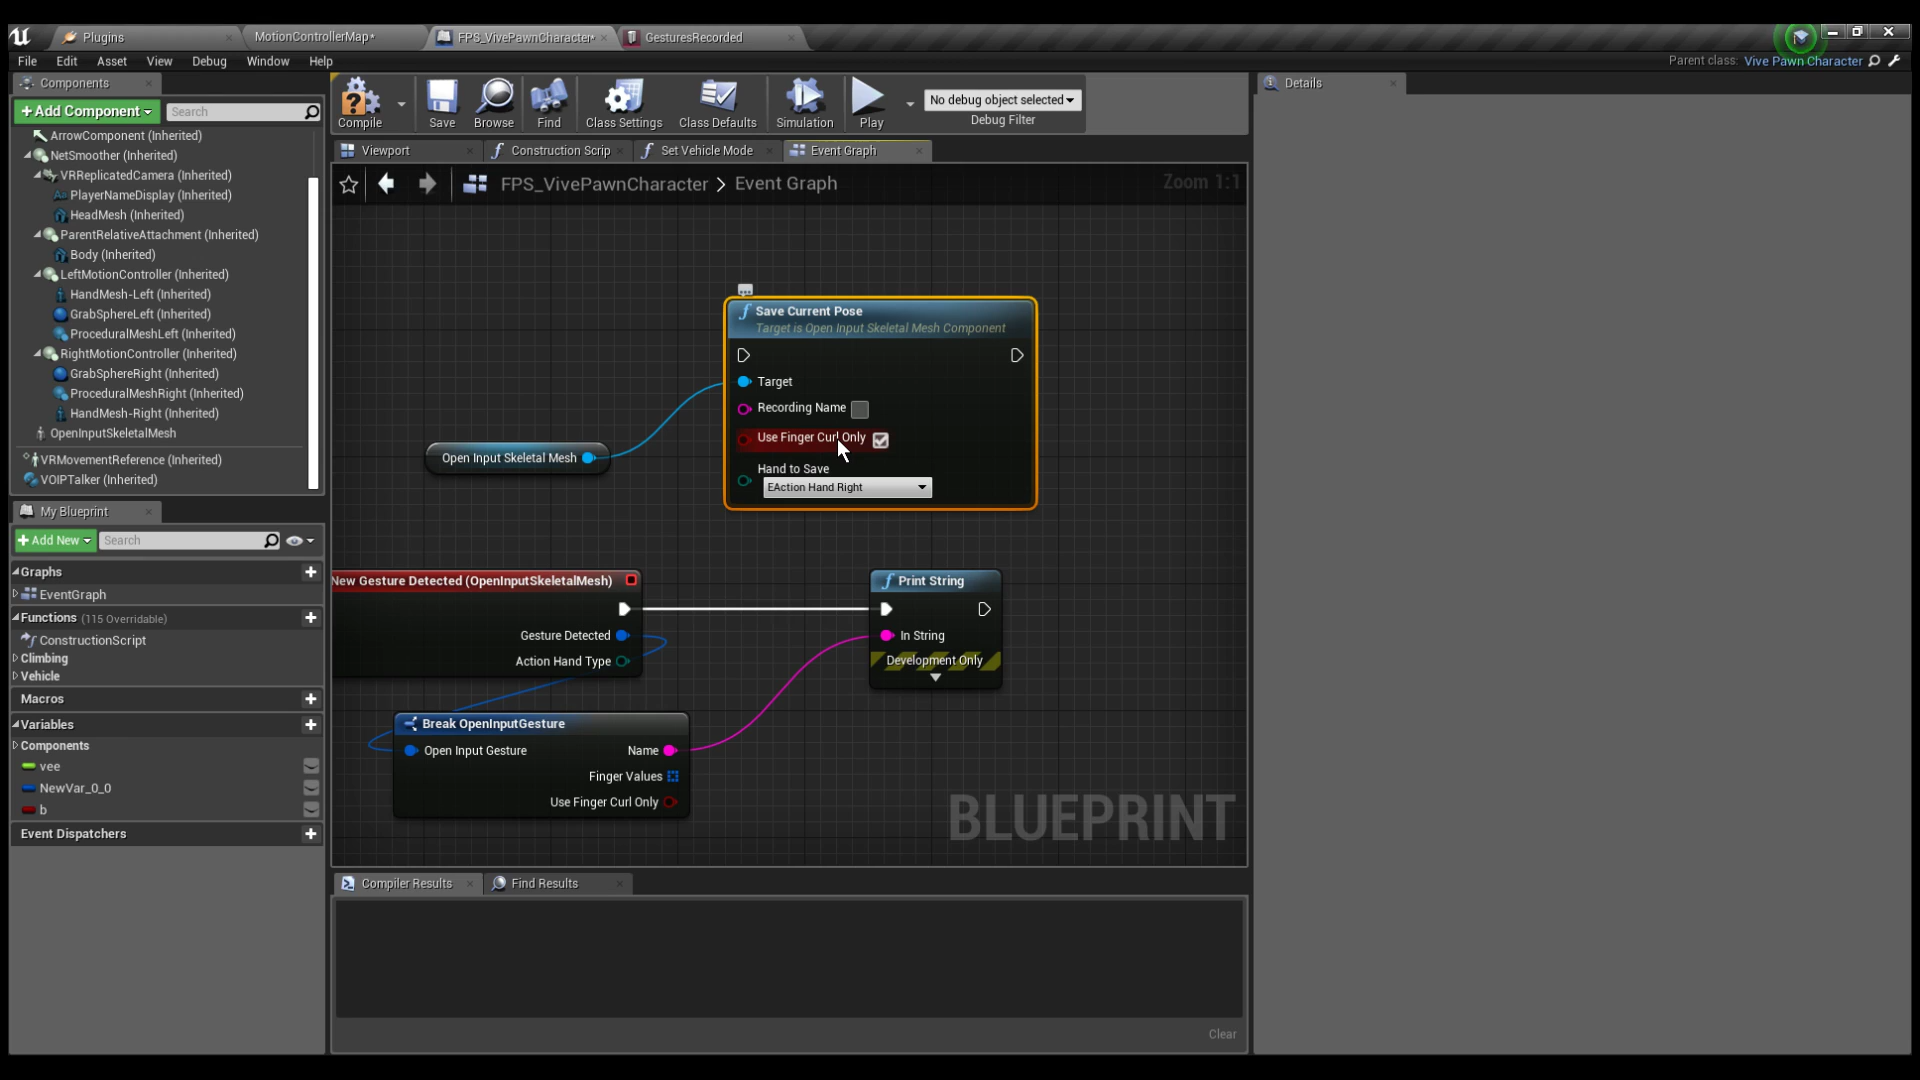 Plugins
MotionControllerMap*
FPS_VivePawnCharacter*
GesturesRecorded
File Edit Asset View Debug Window Help
Parent class: Vive Pawn Character
Components
+ Add Component
Search
ArrowComponent (Inherited)
NetSmoother (Inherited)
VRReplicatedCamera (Inherited)
PlayerNameDisplay (Inherited)
HeadMesh (Inherited)
ParentRelativeAttachment (Inherited)
Body (Inherited)
LeftMotionController (Inherited)
HandMesh-Left (Inherited)
GrabSphereLeft (Inherited)
ProceduralMeshLeft (Inherited)
RightMotionController (Inherited)
GrabSphereRight (Inherited)
ProceduralMeshRight (Inherited)
HandMesh-Right (Inherited)
OpenInputSkeletalMesh
VRMovementReference (Inherited)
VOIPTalker (Inherited)
My Blueprint
+ Add New
Search
Graphs
EventGraph
Functions (115 Overridable)
ConstructionScript
Climbing
Vehicle
Macros
Variables
Components
vee
NewVar_0_0
b
Event Dispatchers
Compile
Save
Browse
Find
Class Settings
Class Defaults
Simulation
Play
No debug object selected
Debug Filter
Viewport
Construction Scrip
Set Vehicle Mode
Event Graph
FPS_VivePawnCharacter > Event Graph
Zoom 1:1
Save Current Pose
Target is Open Input Skeletal Mesh Component
Target
Recording Name
Use Finger Curl Only
Hand to Save
EAction Hand Right
Open Input Skeletal Mesh
New Gesture Detected (OpenInputSkeletalMesh)
Gesture Detected
Action Hand Type
Print String
In String
Development Only
Break OpenInputGesture
Open Input Gesture
Name
Finger Values
Use Finger Curl Only
BLUEPRINT
Compiler Results
Find Results
Clear
Details